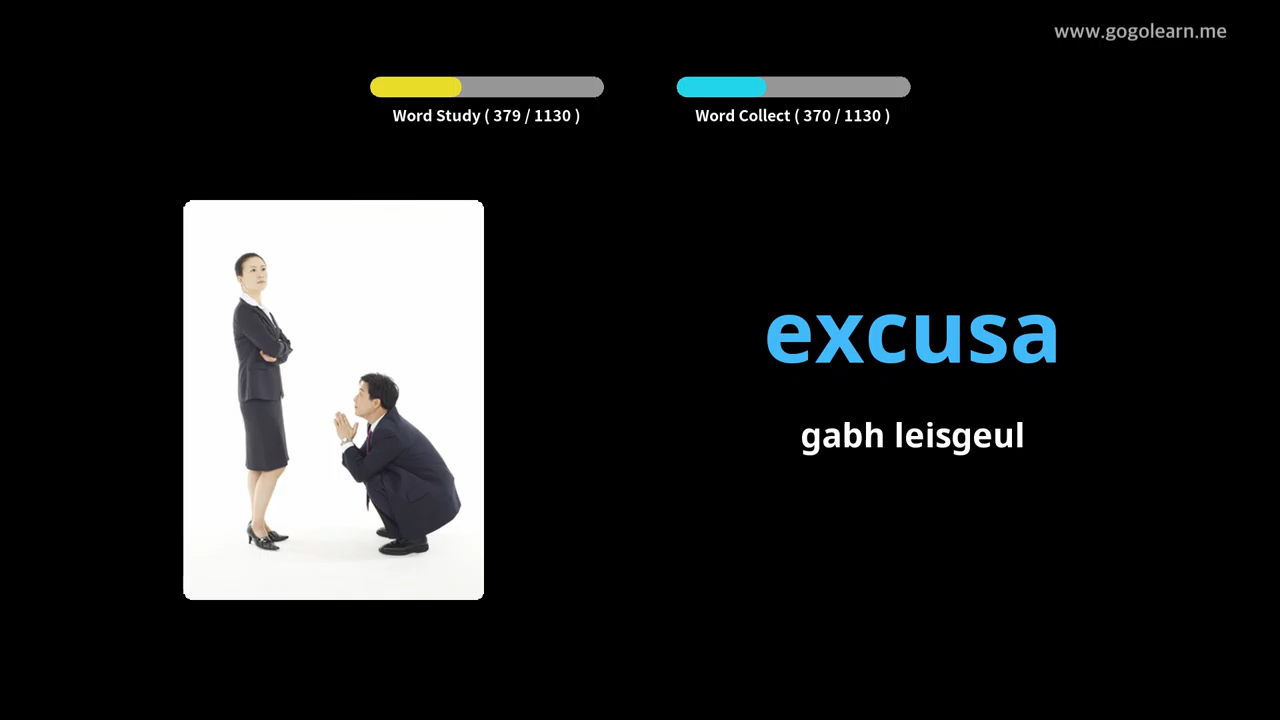 www.gogolearn.me
Word Study ( 379 / 1130 )
Word Collect ( 370 / 1130 )
excusa
gabh leisgeul